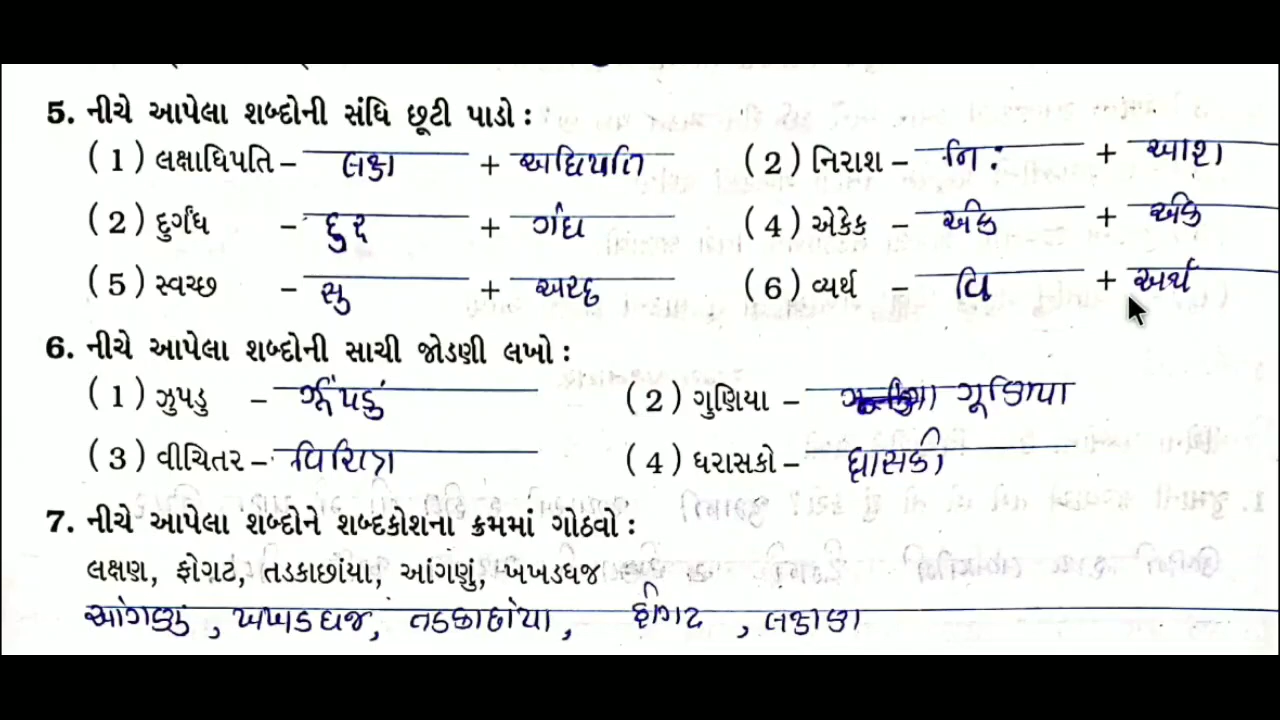 5. નીચે આપેલા શબ્દોની સંધિ છૂટી પાડો :
(1) લક્ષાધિપતિ – લક્ષ + અધિપતિ (2) નિરાશ – નિઃ + આશ
(2) દુર્ગંધ – દુર + ગંધ (4) એકેક – એક + એક
(5) સ્વચ્છ – સુ + અચ્છ (6) વ્યર્થ – વિ + અર્થ
6. નીચે આપેલા શબ્દોની સાચી જોડણી લખો :
(1) ઝુપડુ – ઝૂંપડું (2) ગુણિયા – ગૂણિયા
(3) વીચિતર – વિચિત્ર (4) ધરાસકો – ધ્રાસકો
7. નીચે આપેલા શબ્દોને શબ્દકોશના ક્રમમાં ગોઠવો :
લક્ષણ, ફોગટ, તડકાછાંયા, આંગણું, ખખડધજ
આંગણું, ખખડધજ, તડકાછાંયા, ફોગટ, લક્ષણ